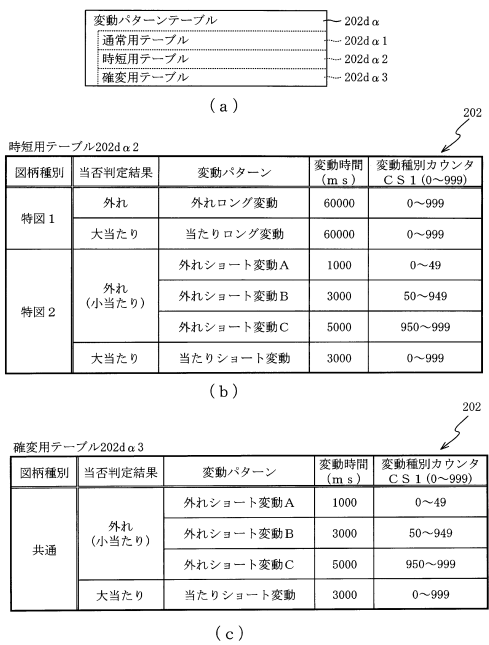 変動パターンテーブル 202dα
通常用テーブル 202dα1
時短用テーブル 202dα2
確変用テーブル 202dα3
(a)
202
時短用テーブル202dα2
図柄種別 当否判定結果 変動パターン 変動時間(ms) 変動種別カウンタCS1(0~999)
特図1 外れ 外れロング変動 60000 0~999
大当たり 当たりロング変動 60000 0~999
特図2 外れ(小当たり) 外れショート変動A 1000 0~49
外れショート変動B 3000 50~949
外れショート変動C 5000 950~999
大当たり 当たりショート変動 3000 0~999
(b)
202
確変用テーブル202dα3
図柄種別 当否判定結果 変動パターン 変動時間(ms) 変動種別カウンタCS1(0~999)
共通 外れ(小当たり) 外れショート変動A 1000 0~49
外れショート変動B 3000 50~949
外れショート変動C 5000 950~999
大当たり 当たりショート変動 3000 0~999
(c)